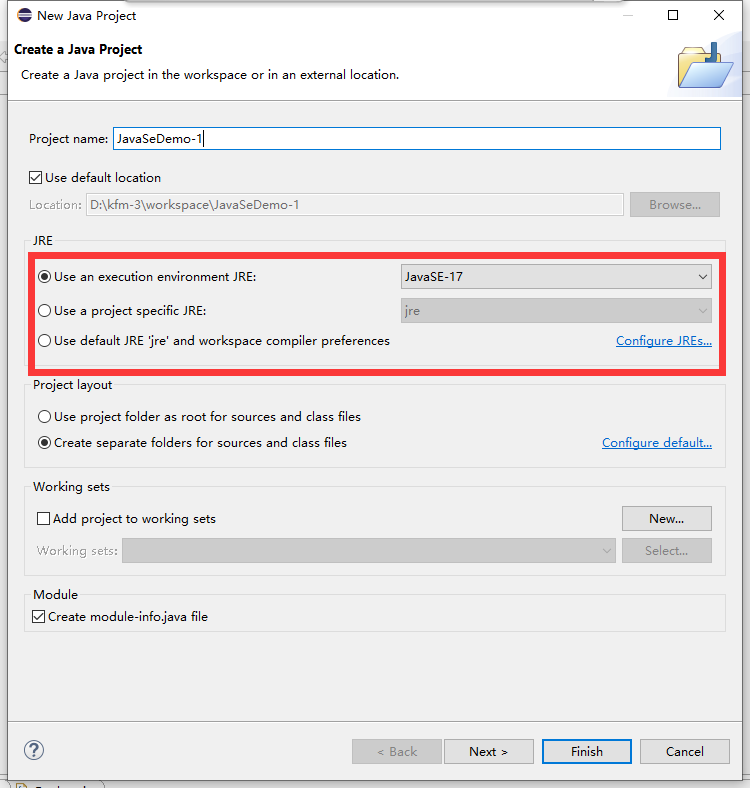 New Java Project
Create a Java Project
Create a Java project in the workspace or in an external location.
Project name: JavaSeDemo-1
Use default location
Location: D:\kfm-3\workspace\JavaSeDemo-1 Browse...
JRE
Use an execution environment JRE: JavaSE-17
Use a project specific JRE: jre
Use default JRE 'jre' and workspace compiler preferences Configure JREs...
Project layout
Use project folder as root for sources and class files
Create separate folders for sources and class files Configure default...
Working sets
Add project to working sets New...
Working sets: Select...
Module
Create module-info.java file
? < Back Next > Finish Cancel